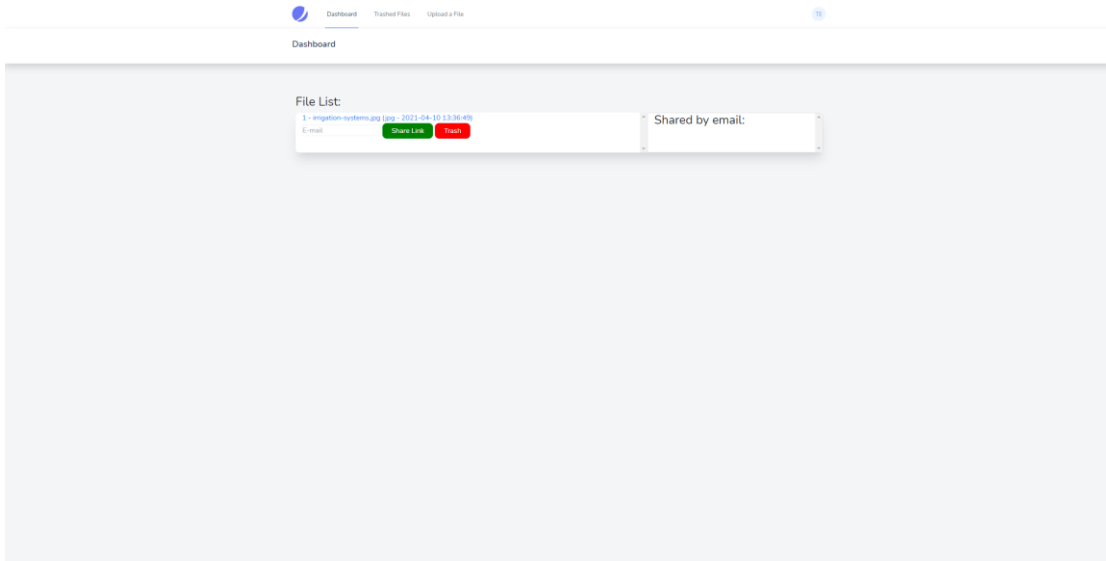 Dashboard Trashed Files Upload a File TE
Dashboard
File List:
1 - irrigation-systems.jpg (jpg - 2021-04-10 13:36:49)
E-mail Share Link Trash
Shared by email: